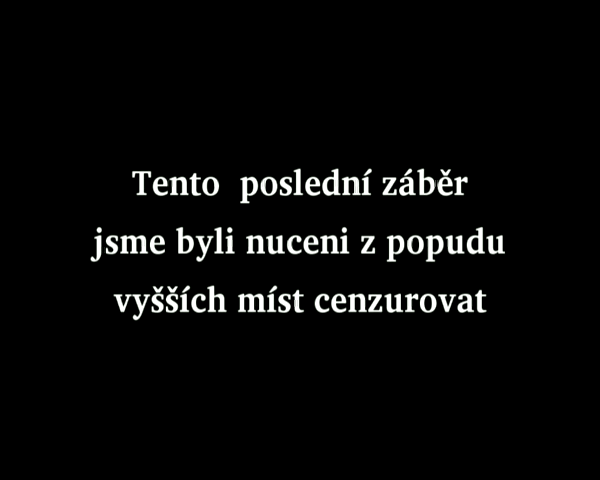 Tento poslední záběr
jsme byli nuceni z popudu
vyšších míst cenzurovat